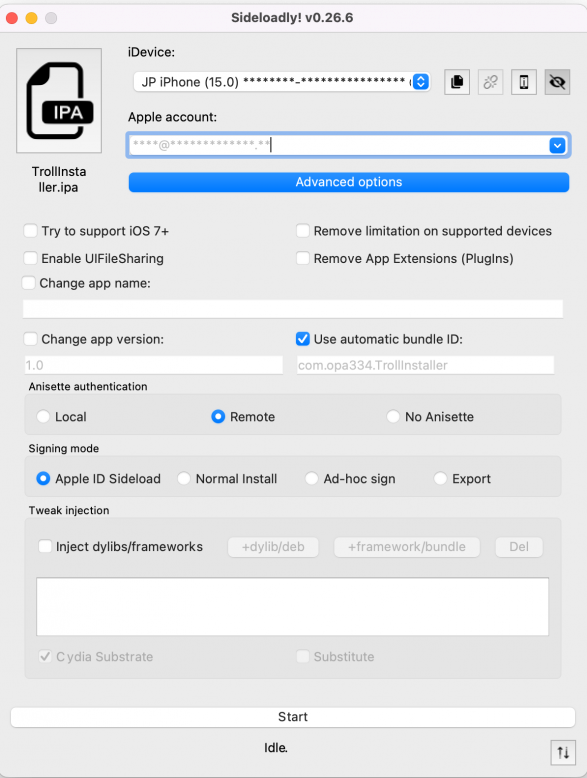 Sideloadly! v0.26.6
iDevice:
JP iPhone (15.0) ********-****************
IPA
Apple account:
****@*************.**
TrollInsta
ller.ipa
Advanced options
Try to support iOS 7+
Remove limitation on supported devices
Enable UIFileSharing
Remove App Extensions (PlugIns)
Change app name:
Change app version:
Use automatic bundle ID:
1.0
com.opa334.TrollInstaller
Anisette authentication
Local
Remote
No Anisette
Signing mode
Apple ID Sideload
Normal Install
Ad-hoc sign
Export
Tweak injection
Inject dylibs/frameworks
+dylib/deb
+framework/bundle
Del
Cydia Substrate
Substitute
Start
Idle.